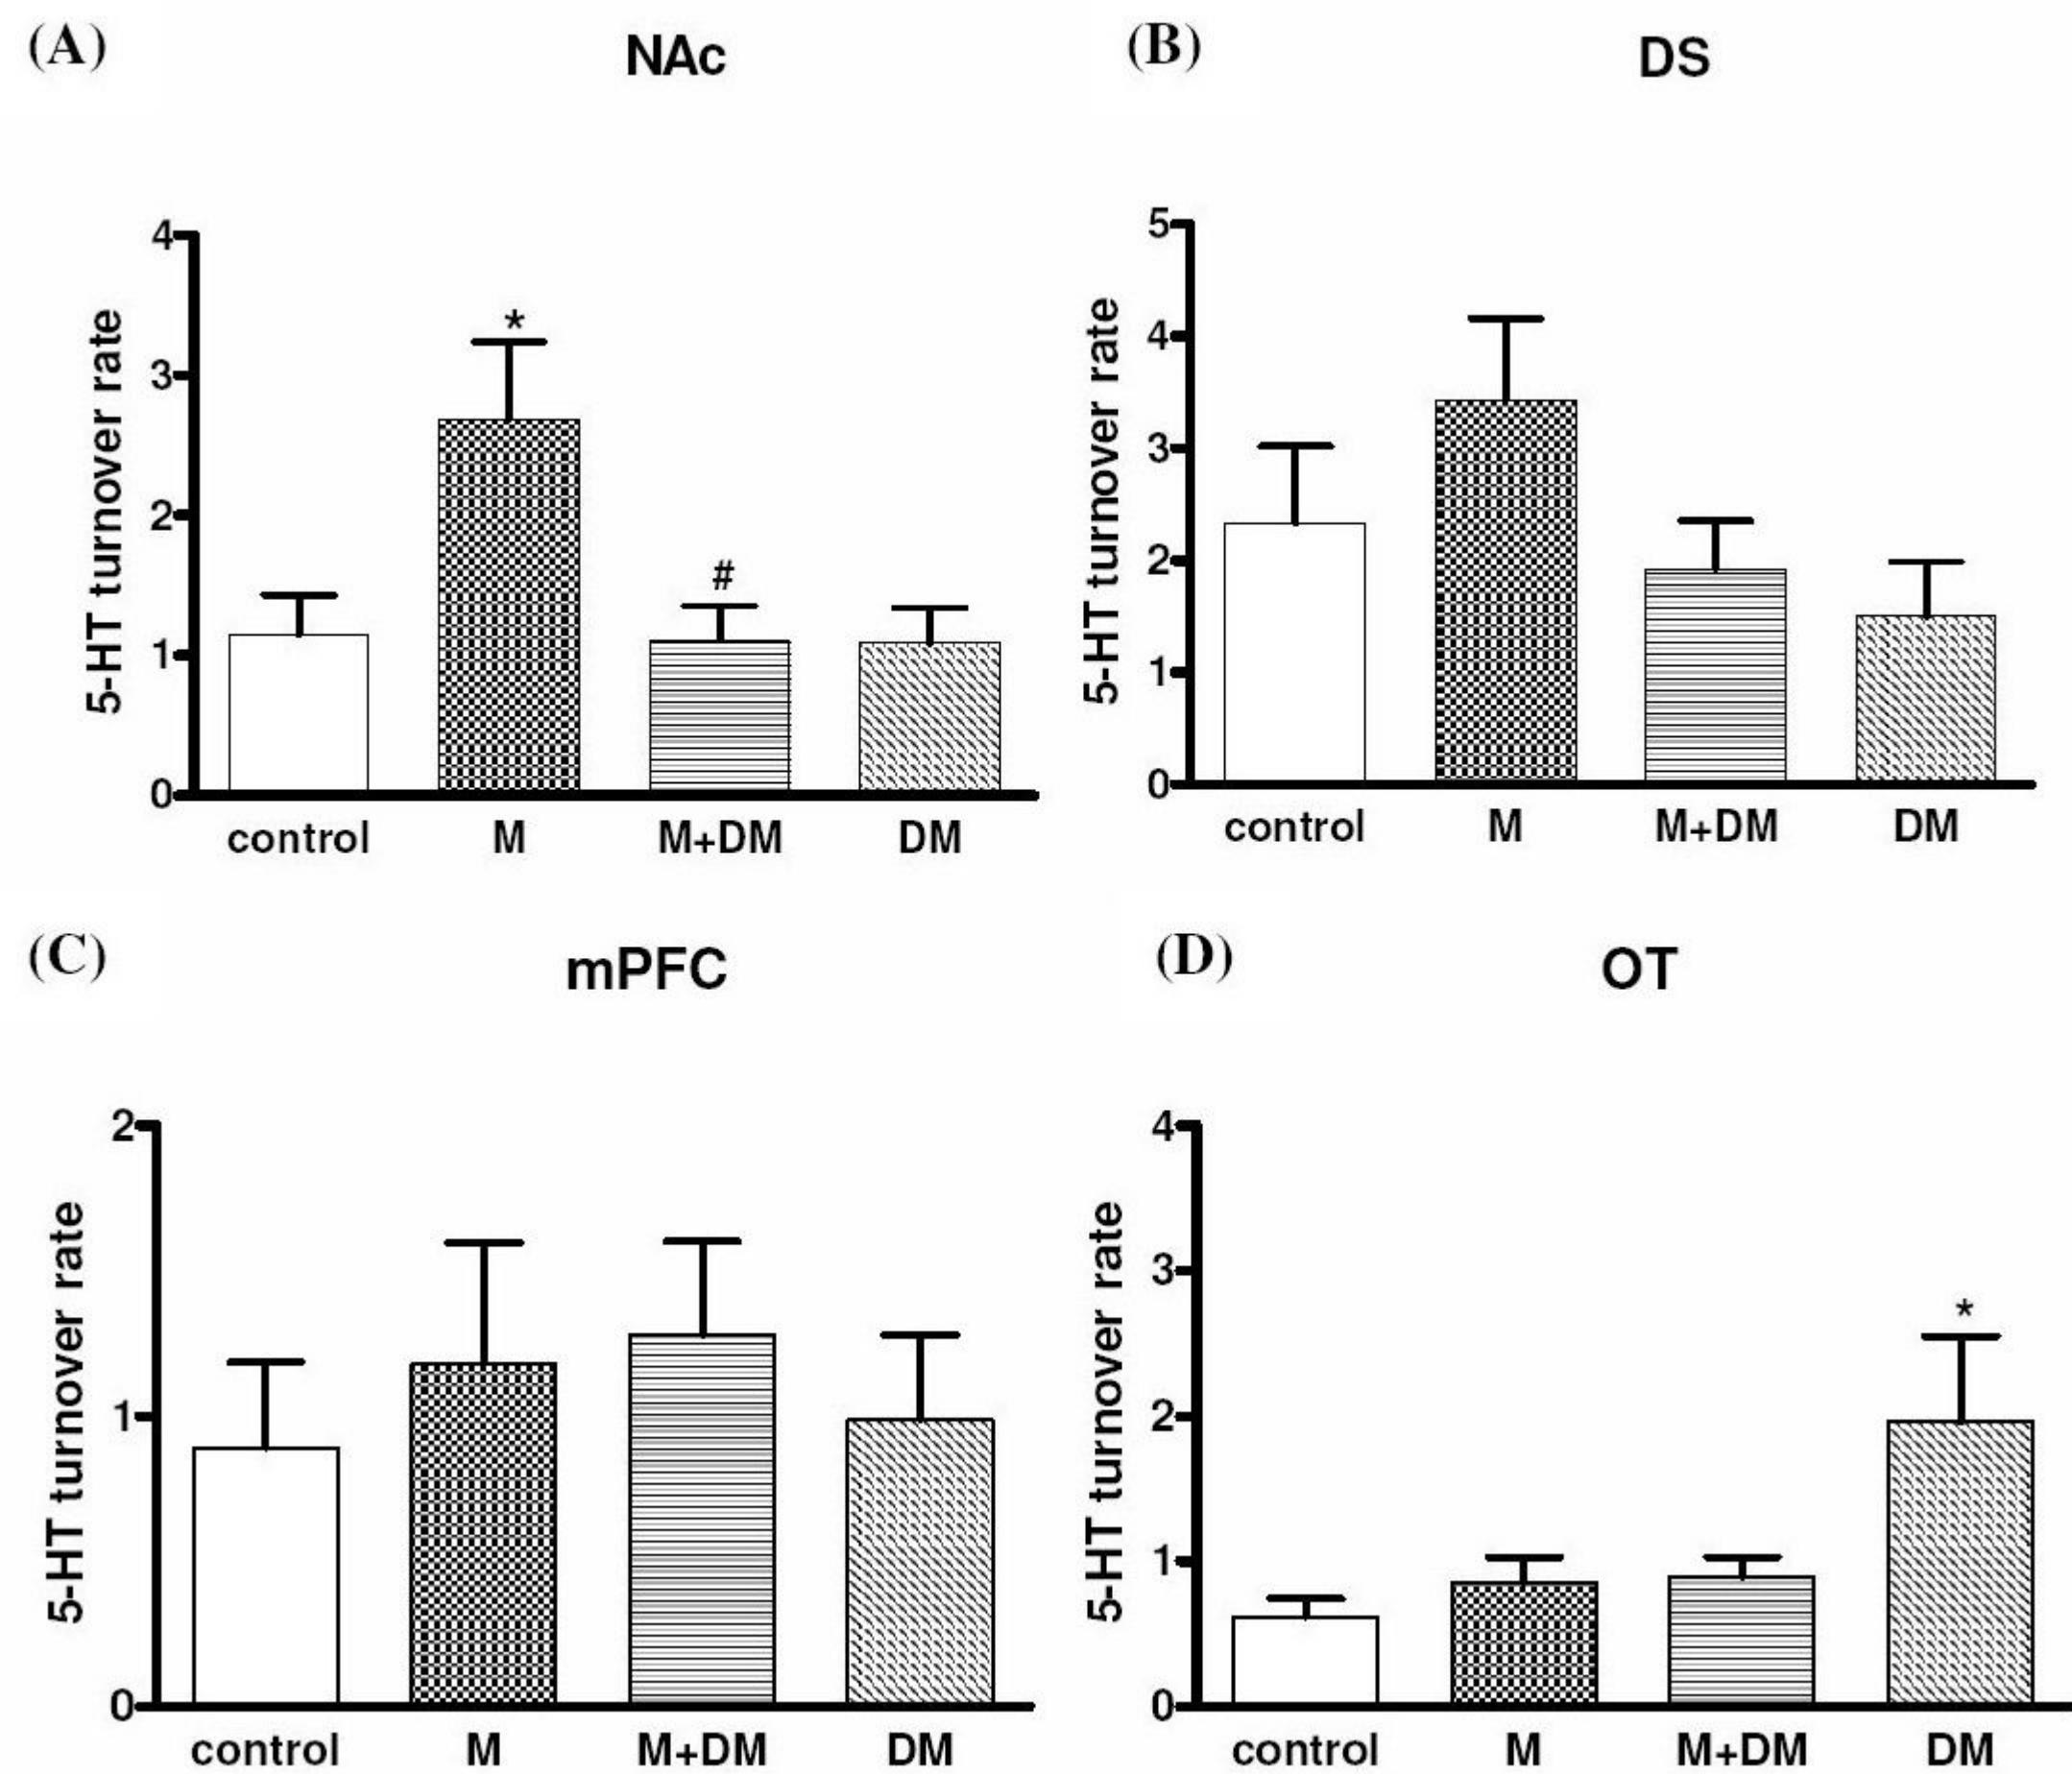 (A)
NAc
5-HT turnover rate
4
3
2
1
0
*
#
control M M+DM DM
(B)
DS
5-HT turnover rate
5
4
3
2
1
0
control M M+DM DM
(C)
mPFC
5-HT turnover rate
2
1
0
control M M+DM DM
(D)
OT
5-HT turnover rate
4
3
2
1
0
*
control M M+DM DM